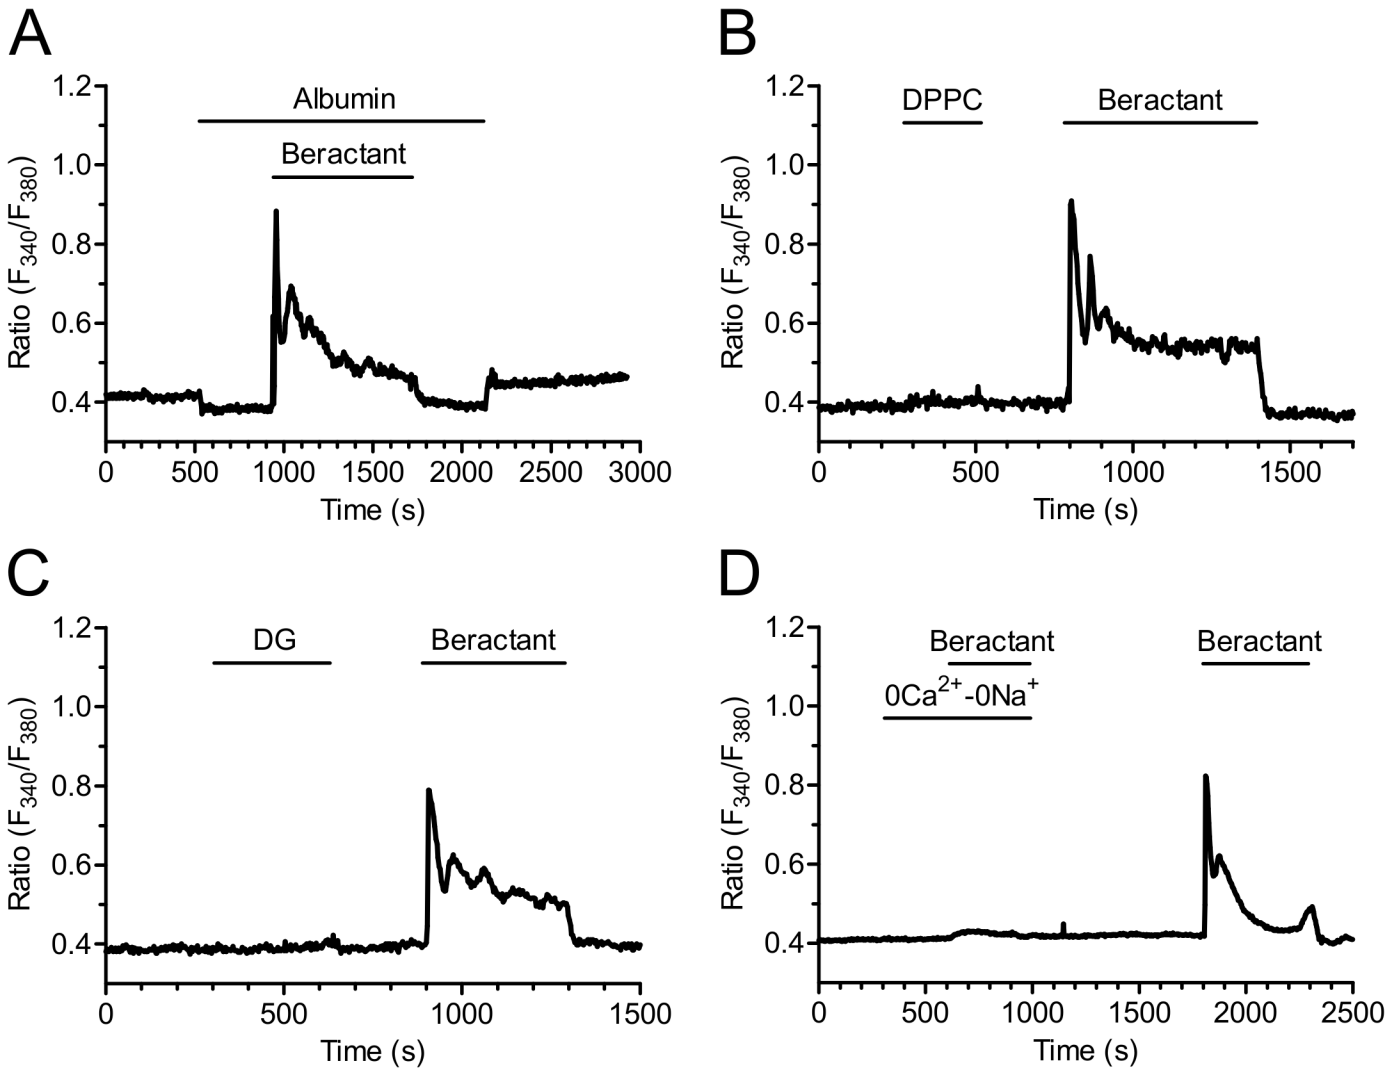 A
1.2
1.0
0.8
0.6
0.4
Ratio (F340/F380)
Albumin
Beractant
0 500 1000 1500 2000 2500 3000
Time (s)
B
1.2
1.0
0.8
0.6
0.4
Ratio (F340/F380)
DPPC Beractant
0 500 1000 1500
Time (s)
C
1.2
1.0
0.8
0.6
0.4
Ratio (F340/F380)
DG Beractant
0 500 1000 1500
Time (s)
D
1.2
1.0
0.8
0.6
0.4
Ratio (F340/F380)
Beractant Beractant
0Ca2+-0Na+
0 500 1000 1500 2000 2500
Time (s)